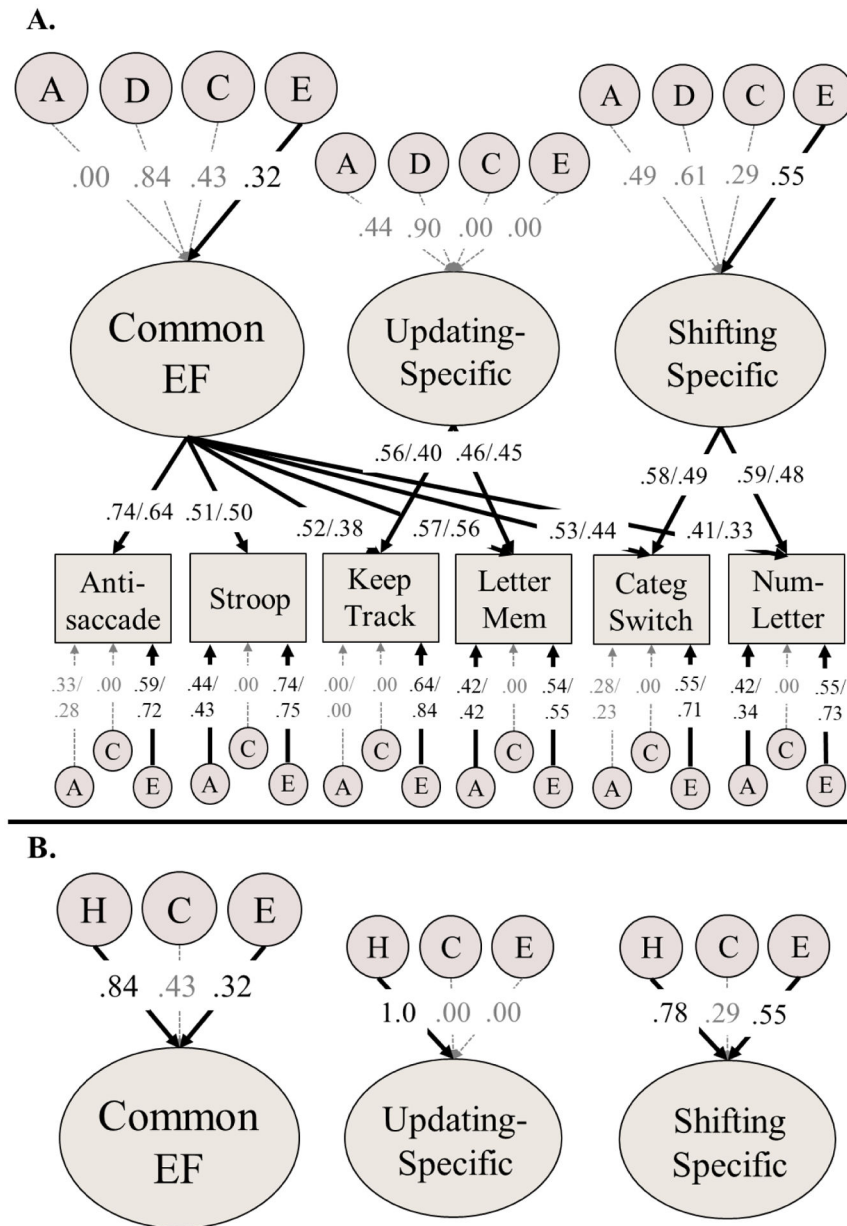 A.
A D C E
A D C E
A D C E
.00 .84 .43 .32
.44 .90 .00 .00
.49 .61 .29 .55
Common
EF
Updating-
Specific
Shifting
Specific
.56/.40 .46/.45
.58/.49 .59/.48
.74/.64 .51/.50 .52/.38 .57/.56 .53/.44 .41/.33
Anti-
saccade
Stroop
Keep
Track
Letter
Mem
Categ
Switch
Num-
Letter
.33/ .00 .59/ .44/ .00 .74/ .00/ .00 .64/ .42/ .00 .54/ .28/ .00 .55/ .42/ .00 .55/
.28 .72 .43 .75 .00 .84 .42 .55 .23 .71 .34 .73
C C C C C C
A E A E A E A E A E A E
B.
H C E
H C E
H C E
.84 .43 .32
1.0 .00 .00
.78 .29 .55
Common
EF
Updating-
Specific
Shifting
Specific